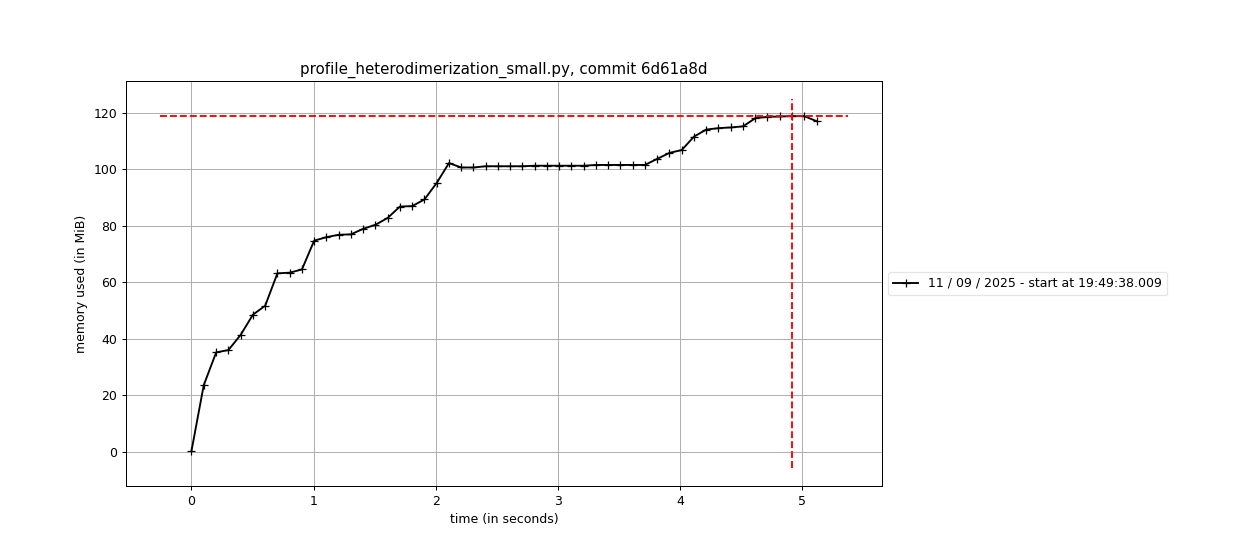 profile_heterodimerization_small.py, commit 6d61a8d
120
100
80
60
40
20
0
memory used (in MiB)
0 1 2 3 4 5
time (in seconds)
11 / 09 / 2025 - start at 19:49:38.009